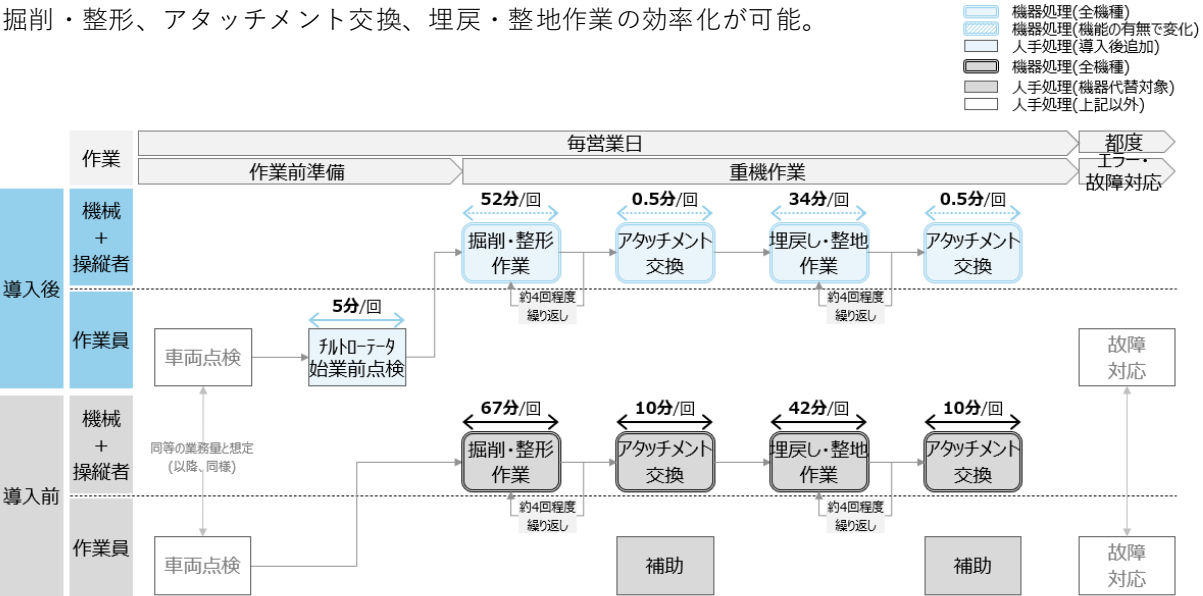 掘削・整形、アタッチメント交換、埋戻・整地作業の効率化が可能。
機器処理(全機種)
機器処理(機能の有無で変化)
人手処理(導入後追加)
機器処理(全機種)
人手処理(機器代替対象)
人手処理(上記以外)
作業
毎営業日
都度
作業前準備
重機作業
エラー・
故障対応
導入後
機械
+
操縦者
52分/回
0.5分/回
34分/回
0.5分/回
掘削・整形
作業
アタッチメント
交換
埋戻し・整地
作業
アタッチメント
交換
約4回程度
繰り返し
約4回程度
繰り返し
作業員
5分/回
車両点検
チルトローテータ
始業前点検
故障
対応
導入前
機械
+
操縦者
同等の業務量と想定
(以降、同様)
67分/回
10分/回
42分/回
10分/回
掘削・整形
作業
アタッチメント
交換
埋戻し・整地
作業
アタッチメント
交換
約4回程度
繰り返し
約4回程度
繰り返し
作業員
車両点検
補助
補助
故障
対応